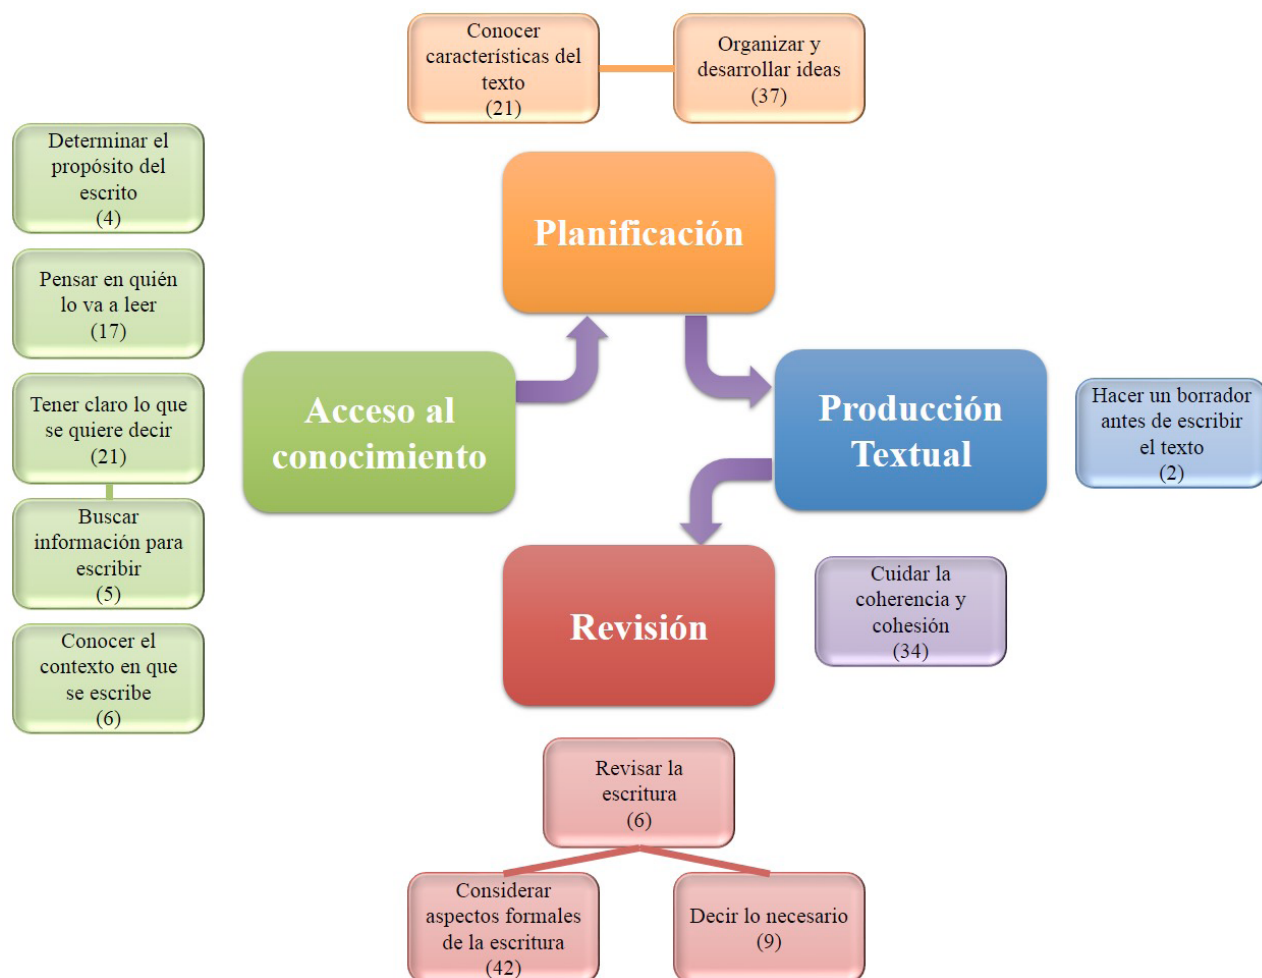 Conocer
características del
texto
(21)
Organizar y
desarrollar ideas
(37)
Determinar el
propósito del
escrito
(4)
Pensar en quién
lo va a leer
(17)
Tener claro lo que
se quiere decir
(21)
Buscar
información para
escribir
(5)
Conocer el
contexto en que
se escribe
(6)
Planificación
Acceso al
conocimiento
Producción
Textual
Hacer un borrador
antes de escribir
el texto
(2)
Revisión
Cuidar la
coherencia y
cohesión
(34)
Revisar la
escritura
(6)
Considerar
aspectos formales
de la escritura
(42)
Decir lo necesario
(9)